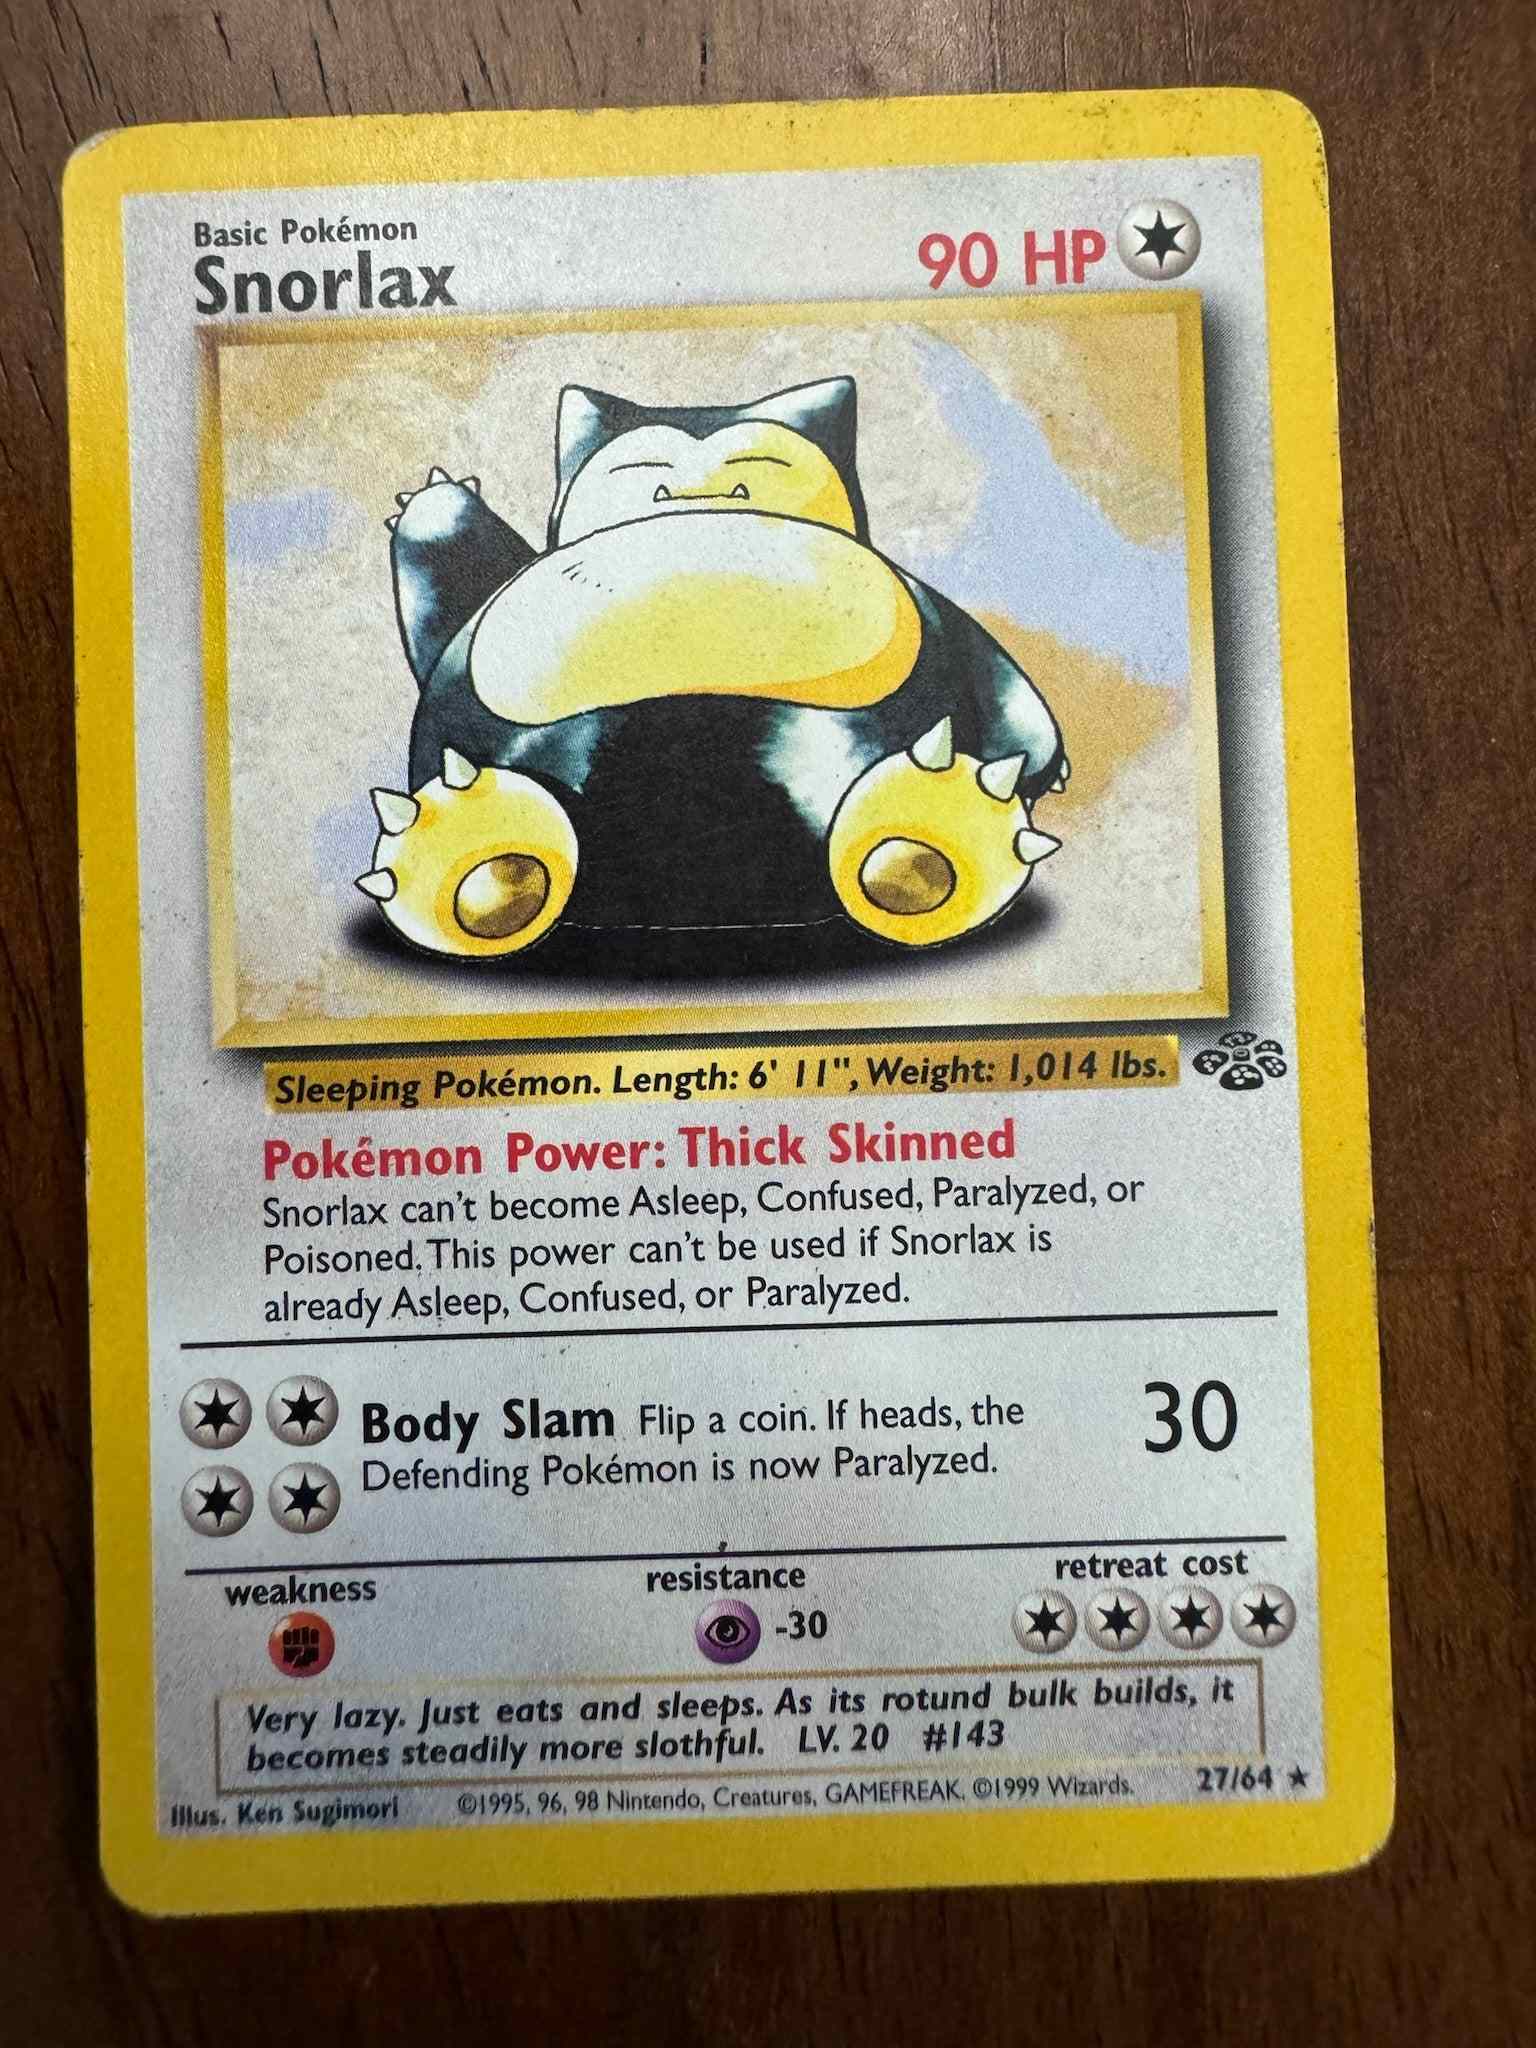 Basic Pokémon
Snorlax
90 HP
Sleeping Pokémon. Length: 6' 11", Weight: 1,014 lbs.
Pokémon Power: Thick Skinned
Snorlax can't become Asleep, Confused, Paralyzed, or
Poisoned. This power can't be used if Snorlax is
already Asleep, Confused, or Paralyzed.
Body Slam Flip a coin. If heads, the
Defending Pokémon is now Paralyzed.
30
weakness
resistance
-30
retreat cost
Very lazy. Just eats and sleeps. As its rotund bulk builds, it
becomes steadily more slothful. LV. 20 #143
Illus. Ken Sugimori ©1995, 96, 98 Nintendo, Creatures, GAMEFREAK. ©1999 Wizards. 27/64 ★